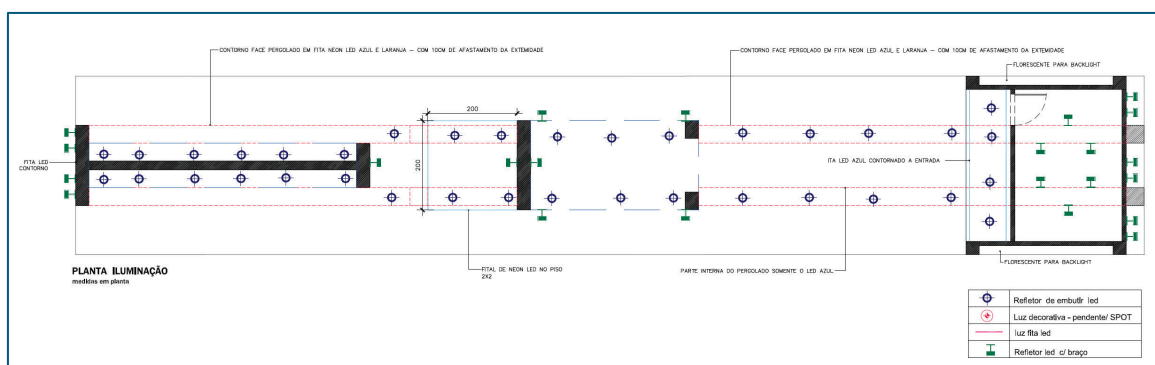 CONTORNO FACE PERGOLADO EM FITA NEON LED AZUL E LARANJA – COM 10CM DE AFASTAMENTO DA EXTEMIDADE
CONTORNO FACE PERGOLADO EM FITA NEON LED AZUL E LARANJA – COM 10CM DE AFASTAMENTO DA EXTEMIDADE
FLORESCENTE PARA BACKLIGHT
200
200
FITA LED
CONTORNO
ITA LED AZUL CONTORNADO A ENTRADA
PLANTA ILUMINAÇÃO
medidas em planta
FITAL DE NEON LED NO PISO
2X2
PARTE INTERNA DO PERGOLADO SOMENTE O LED AZUL
FLORESCENTE PARA BACKLIGHT
Refletor de embutir led
Luz decorativa - pendente/ SPOT
luz fita led
Refletor led c/ braço